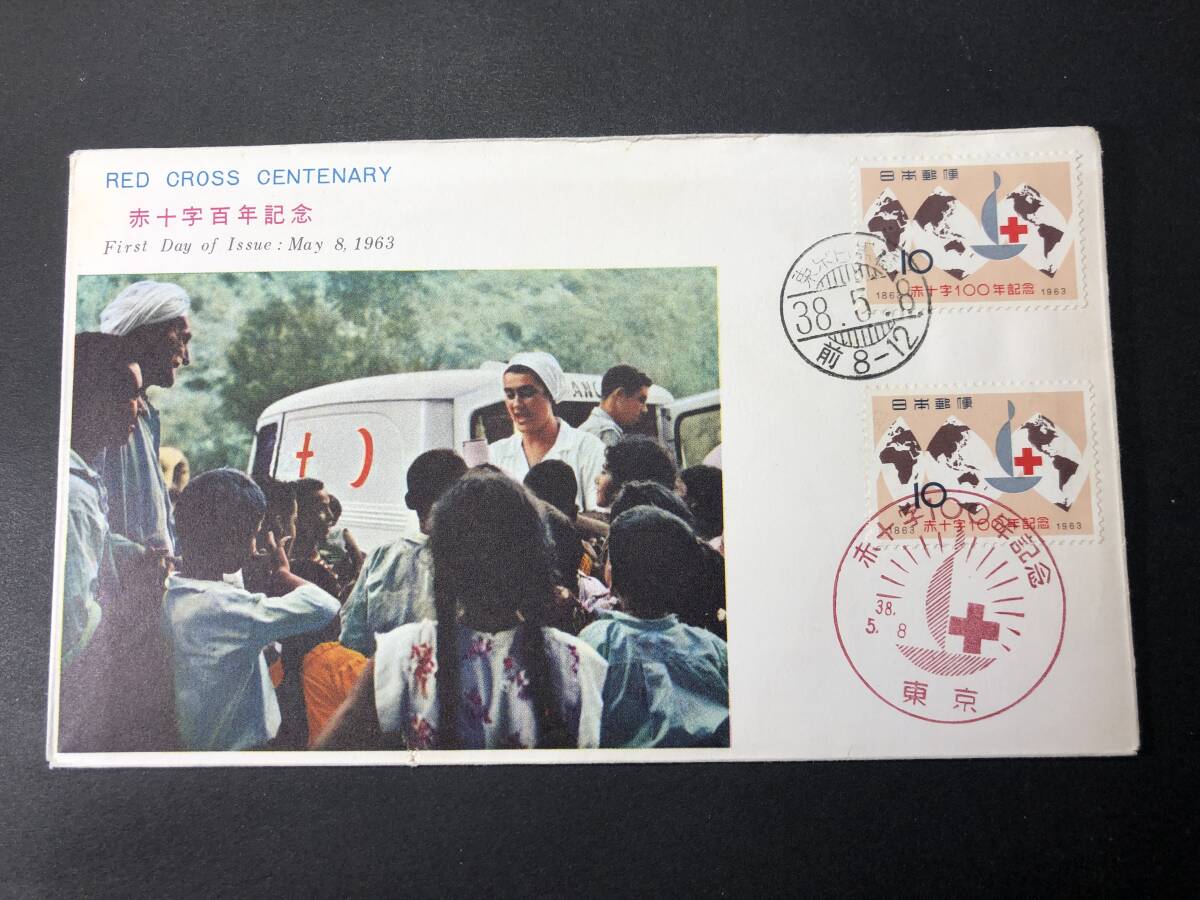 RED CROSS CENTENARY
赤十字百年記念
First Day of Issue : May 8, 1963
日本郵便
10
1863 赤十字100年記念 1963
38.5.8.
前8-12
日本郵便
10
1863 赤十字100年記念 1963
赤十字100年記念
38.
5. 8
東京